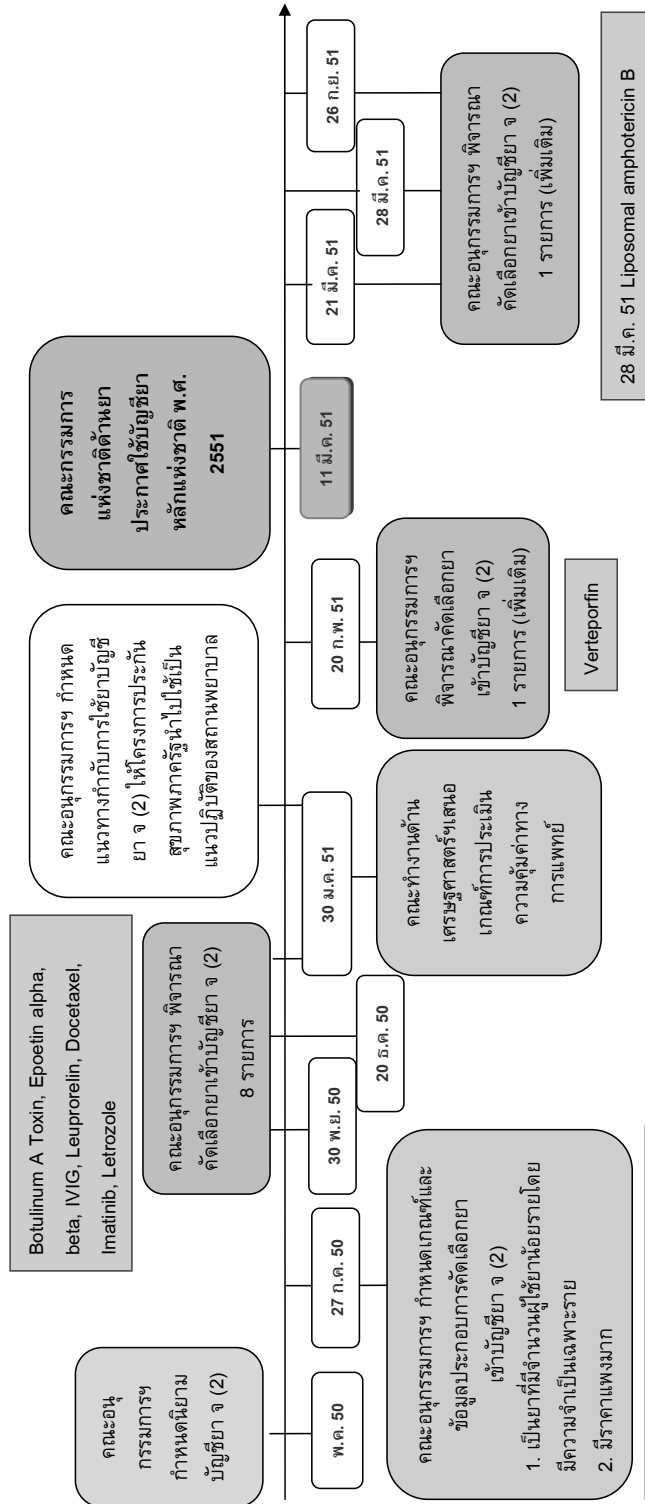 คณะอนุ
กรรมการฯ
กำหนดนิยาม
บัญชียา จ (2)
พ.ค. 50
27 ก.ค. 50
คณะอนุกรรมการฯ กำหนดเกณฑ์และ
ข้อมูลประกอบการคัดเลือกยา
เข้าบัญชียา จ (2)
1. เป็นยาที่มีจำนวนผู้ใช้ยาน้อยรายโดย
มีความจำเป็นเฉพาะราย
2. มีราคาแพงมาก
Botulinum A Toxin, Epoetin alpha,
beta, IVIG, Leuprorelin, Docetaxel,
Imatinib, Letrozole
คณะอนุกรรมการฯ พิจารณา
คัดเลือกยาเข้าบัญชียา จ (2)
8 รายการ
30 พ.ย. 50
20 ธ.ค. 50
คณะอนุกรรมการฯ กำหนด
แนวทางกำกับการใช้ยาบัญชี
ยา จ (2) ให้โครงการประกัน
สุขภาพภาครัฐนำไปใช้เป็น
แนวปฏิบัติของสถานพยาบาล
30 ม.ค. 51
คณะทำงานด้าน
เศรษฐศาสตร์ฯเสนอ
เกณฑ์การประเมิน
ความคุ้มค่าทาง
การแพทย์
20 ก.พ. 51
คณะอนุกรรมการฯ
พิจารณาคัดเลือกยา
เข้าบัญชียา จ (2)
1 รายการ (เพิ่มเติม)
Verteporfin
คณะกรรมการ
แห่งชาติด้านยา
ประกาศใช้บัญชียา
หลักแห่งชาติ พ.ศ.
2551
11 มี.ค. 51
21 มี.ค. 51
28 มี.ค. 51
26 ก.ย. 51
คณะอนุกรรมการฯ พิจารณา
คัดเลือกยาเข้าบัญชียา จ (2)
1 รายการ (เพิ่มเติม)
28 มี.ค. 51 Liposomal amphotericin B